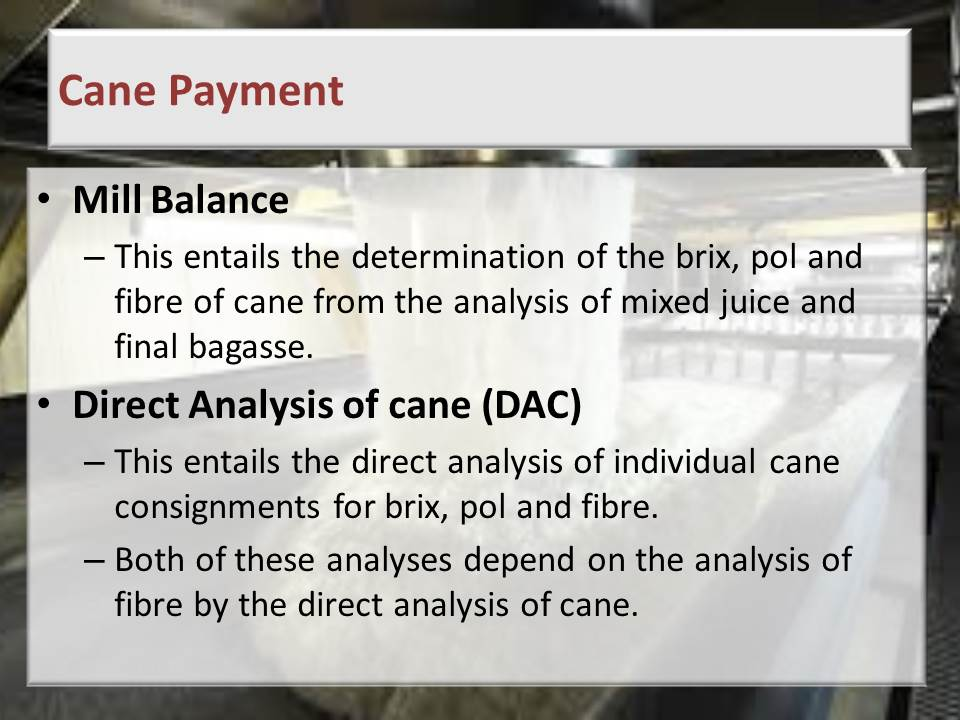 Cane Payment
• Mill Balance
– This entails the determination of the brix, pol and
fibre of cane from the analysis of mixed juice and
final bagasse.
• Direct Analysis of cane (DAC)
– This entails the direct analysis of individual cane
consignments for brix, pol and fibre.
– Both of these analyses depend on the analysis of
fibre by the direct analysis of cane.